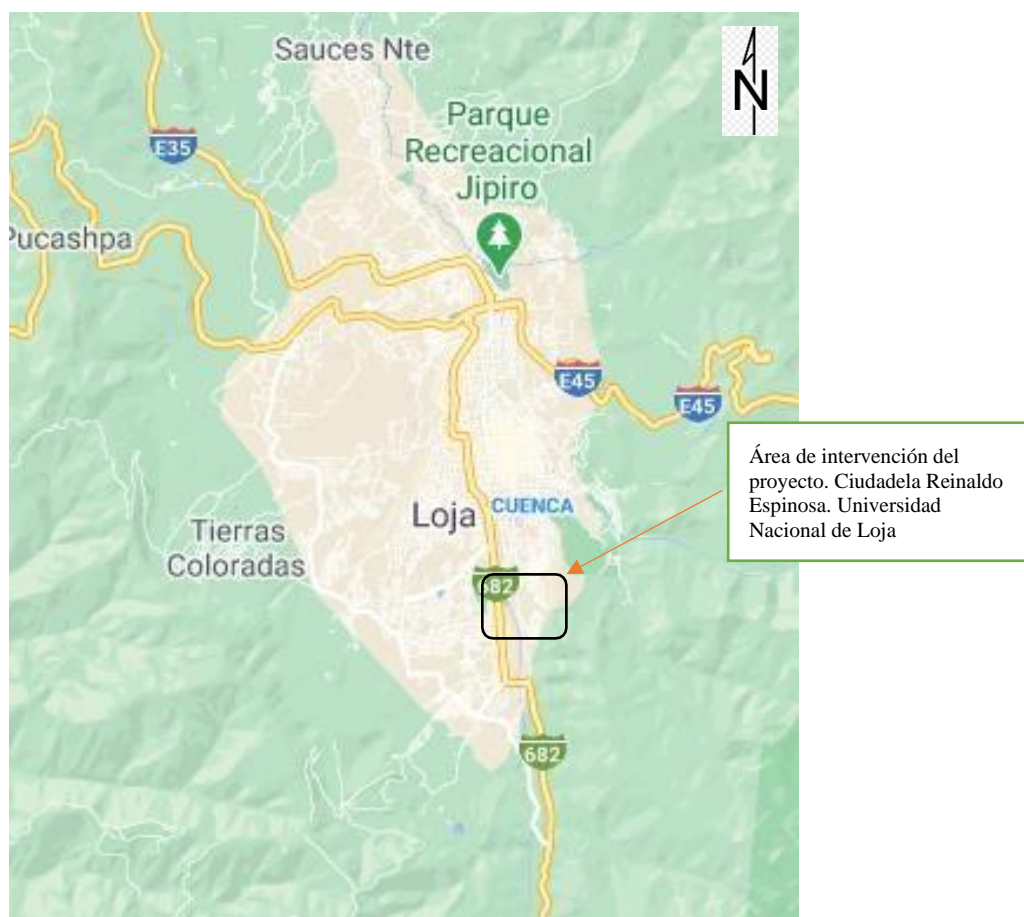 Sauces Nte
N
Parque
Recreacional
Jipiro
E35
Pucashpa
E45
E45
Área de intervención del
proyecto. Ciudadela Reinaldo
Espinosa. Universidad
Nacional de Loja
Loja
CUENCA
Tierras
Coloradas
682
682